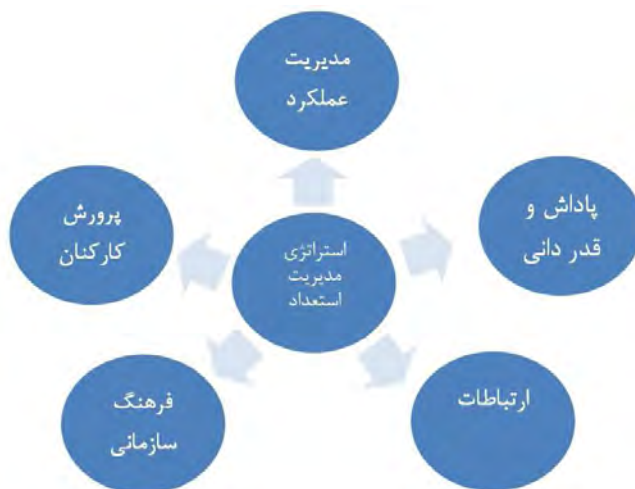 مدیریت
عملکرد
پاداش و
قدر دانی
پرورش
کارکنان
استراتژی
مدیریت
استعداد
ارتباطات
فرهنگ
سازمانی